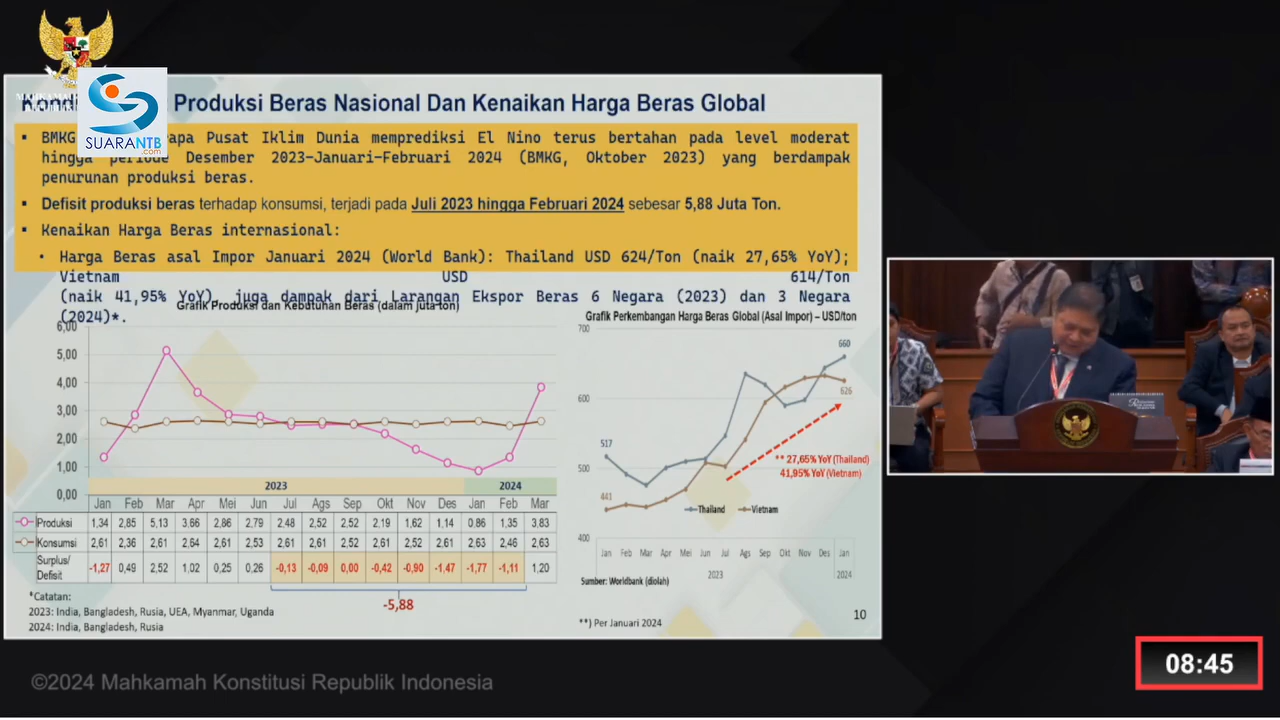 SUARANTB
.com
Produksi Beras Nasional Dan Kenaikan Harga Beras Global
▪ BMKG Pusat Iklim Dunia memprediksi El Nino terus bertahan pada level moderat
hingga periode Desember 2023-Januari-Februari 2024 (BMKG, Oktober 2023) yang berdampak
penurunan produksi beras.
▪ Defisit produksi beras terhadap konsumsi, terjadi pada Juli 2023 hingga Februari 2024 sebesar 5,88 Juta Ton.
▪ Kenaikan Harga Beras internasional:
• Harga Beras asal Impor Januari 2024 (World Bank): Thailand USD 624/Ton (naik 27,65% YoY);
Vietnam USD 614/Ton
(naik 41,95% YoY) juga dampak dari Larangan Ekspor Beras 6 Negara (2023) dan 3 Negara
(2024)*.
Grafik Produksi dan Kebutuhan Beras (dalam juta ton)
6,00
5,00
4,00
3,00
2,00
1,00
0,00
2023 2024
Jan Feb Mar Apr Mei Jun Jul Ags Sep Okt Nov Des Jan Feb Mar
Produksi 1,34 2,85 5,13 3.66 2,86 2,79 2.48 2,52 2,52 2.19 1,62 1,14 0.86 1,35 3,83
Konsumsi 2,61 2,36 2,61 2,64 2,61 2,53 2,61 2,61 2,52 2,61 2,52 2,61 2,63 2,46 2,63
Surplus/
Defisit -1,27 0,49 2,52 1,02 0,25 0,26 -0,13 -0,09 0,00 -0,42 -0,90 -1,47 -1,77 -1,11 1,20
-5,88
*Catatan:
2023: India, Bangladesh, Rusia, UEA, Myanmar, Uganda
2024: India, Bangladesh, Rusia
Grafik Perkembangan Harga Beras Global (Asal Impor) – USD/ton
700
660
626
600
517
500
441
400
** 27,65% YoY (Thailand)
41,95% YoY (Vietnam)
Thailand Vietnam
Jan Feb Mar Apr Mei Jun Jul Ags Sep Okt Nov Des Jan
2023 2024
Sumber: Worldbank (diolah)
**) Per Januari 2024
10
08:45
©2024 Mahkamah Konstitusi Republik Indonesia